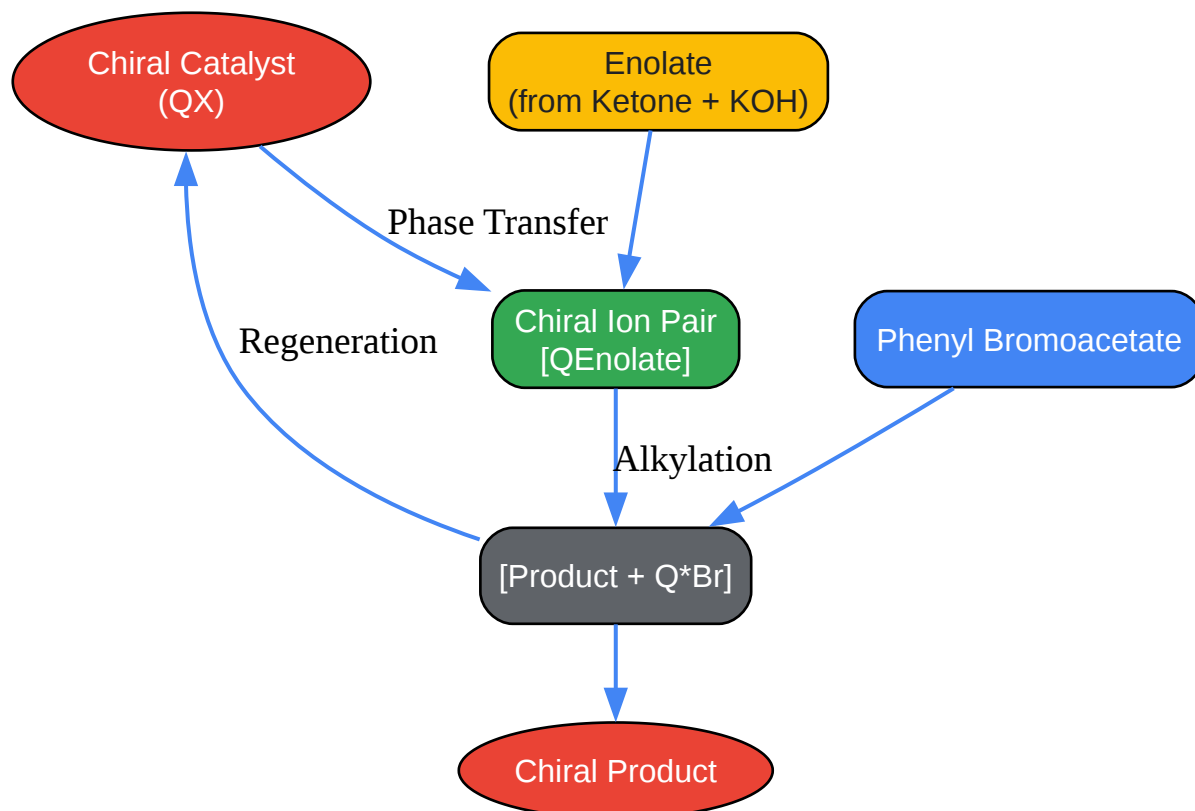 Chiral Catalyst
(QX)
Enolate
(from Ketone + KOH)
Phase Transfer
Chiral Ion Pair
[QEnolate]
Regeneration
Phenyl Bromoacetate
Alkylation
[Product + Q*Br]
Chiral Product